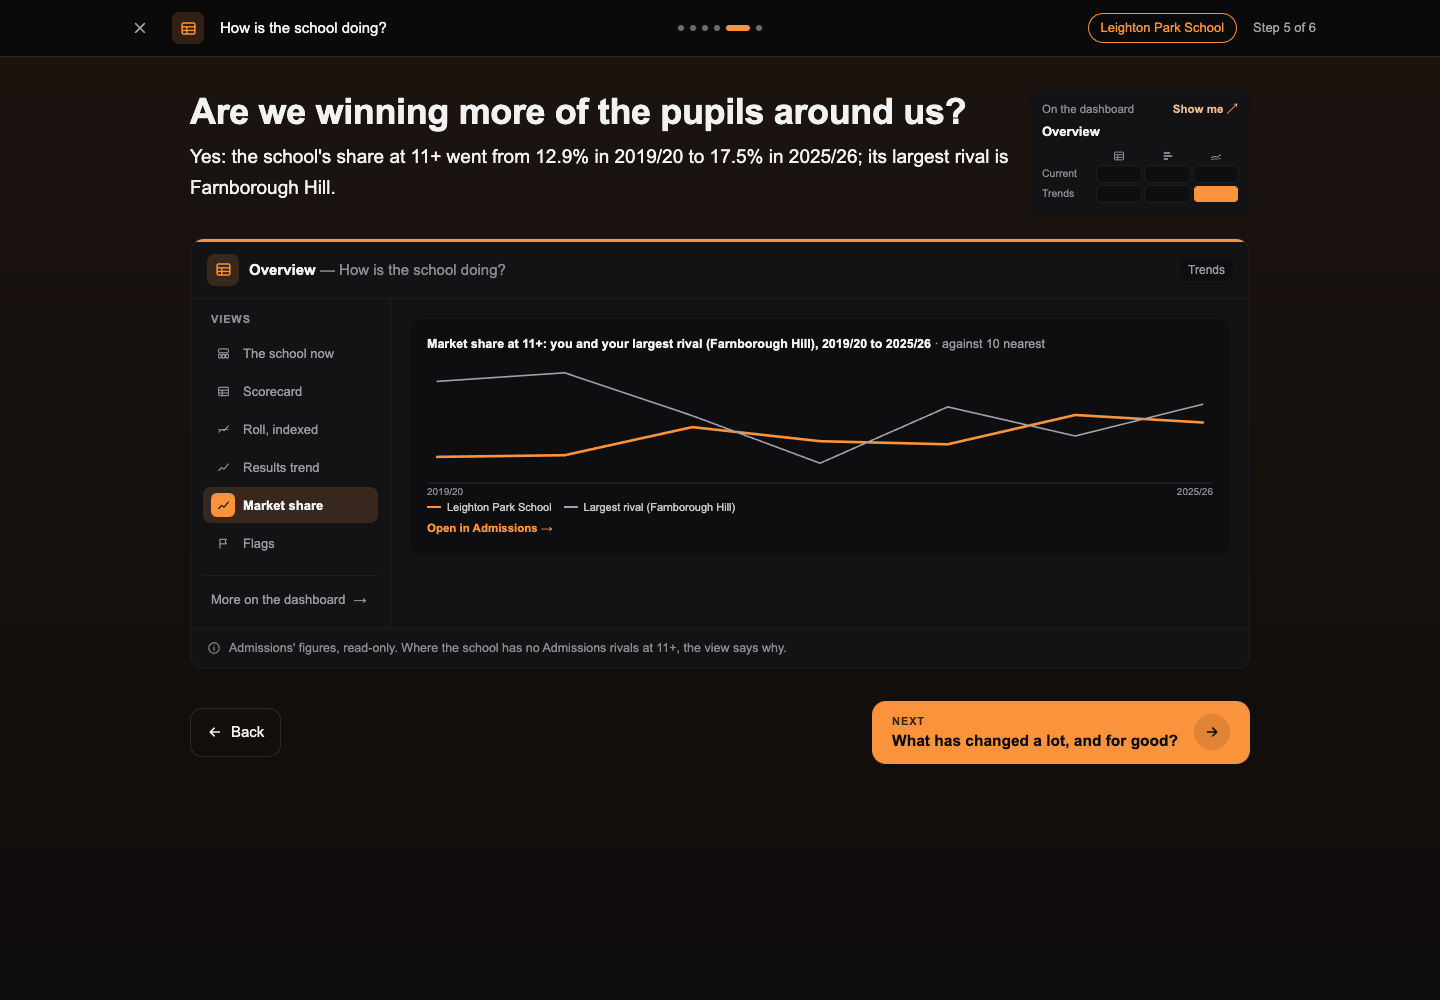 How is the school doing?
Leighton Park School
Step 5 of 6
Are we winning more of the pupils around us?
Yes: the school's share at 11+ went from 12.9% in 2019/20 to 17.5% in 2025/26; its largest rival is
Farnborough Hill.
On the dashboard
Show me
Overview
Current
Trends
Overview — How is the school doing?
Trends
VIEWS
The school now
Scorecard
Roll, indexed
Results trend
Market share
Flags
More on the dashboard →
Market share at 11+: you and your largest rival (Farnborough Hill), 2019/20 to 2025/26 · against 10 nearest
2019/20
2025/26
Leighton Park School
Largest rival (Farnborough Hill)
Open in Admissions →
Admissions' figures, read-only. Where the school has no Admissions rivals at 11+, the view says why.
← Back
NEXT
What has changed a lot, and for good?